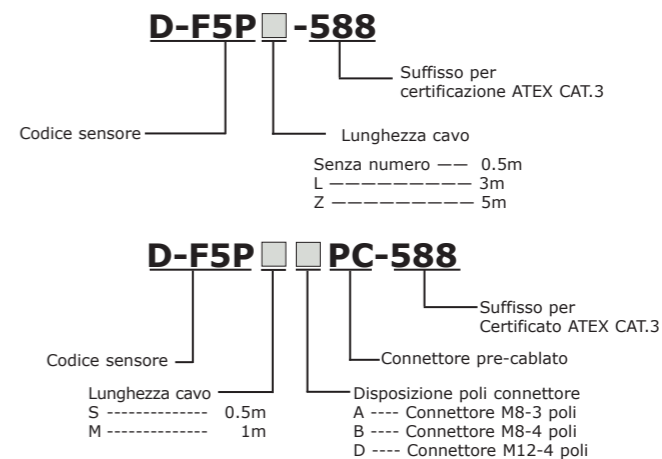 D-F5P□-588
Suffisso per
certificazione ATEX CAT.3
Codice sensore
Lunghezza cavo
Senza numero —— 0.5m
L ————————— 3m
Z ————————— 5m
D-F5P□□PC-588
Suffisso per
Certificato ATEX CAT.3
Codice sensore
Connettore pre-cablato
Lunghezza cavo
S -------------- 0.5m
M -------------- 1m
Disposizione poli connettore
A ---- Connettore M8-3 poli
B ---- Connettore M8-4 poli
D ---- Connettore M12-4 poli